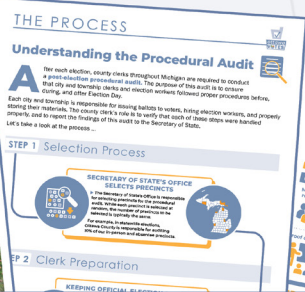 THE PROCESS
Understanding the Procedural Audit
After each election, county clerks throughout Michigan are required to conduct
a post-election procedural audit. The purpose of this audit is to ensure
that city and township clerks and election workers followed proper procedures before,
during, and after Election Day.
Each city and township is responsible for issuing ballots to voters, hiring election workers, and properly
storing their materials. The county clerk's role is to verify that each of these steps were handled
properly, and to report the findings of this audit to the Secretary of State.
Let's take a look at the process ...
STEP 1 Selection Process
SECRETARY OF STATE'S OFFICE
SELECTS PRECINCTS
The Secretary of State's Office is responsible
for selecting precincts for the procedural
audit. While each precinct is selected at
random, the number of precincts to be
selected is typically the same.
For example, in statewide elections,
County is responsible for auditing
10% of our in-person and absentee precincts.
EP 2 Clerk Preparation
KEEPING OFFICIAL ELECTI